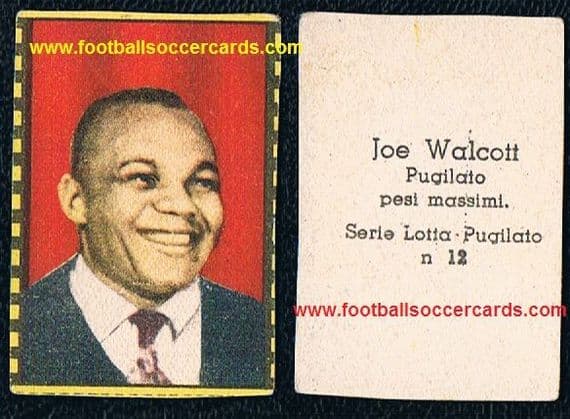 www.footballsoccercards.com
Joe Walcott
Pugilato
pesi massimi.
Serie Lotta-Pugilato
n 12
www.footballsoccercards.com